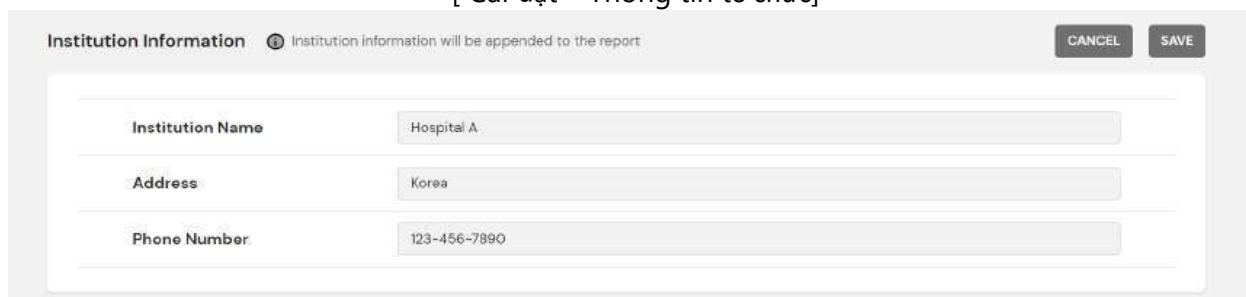 Institution Information Institution information will be appended to the report CANCEL SAVE
Institution Name Hospital A
Address Korea
Phone Number 123-456-7890